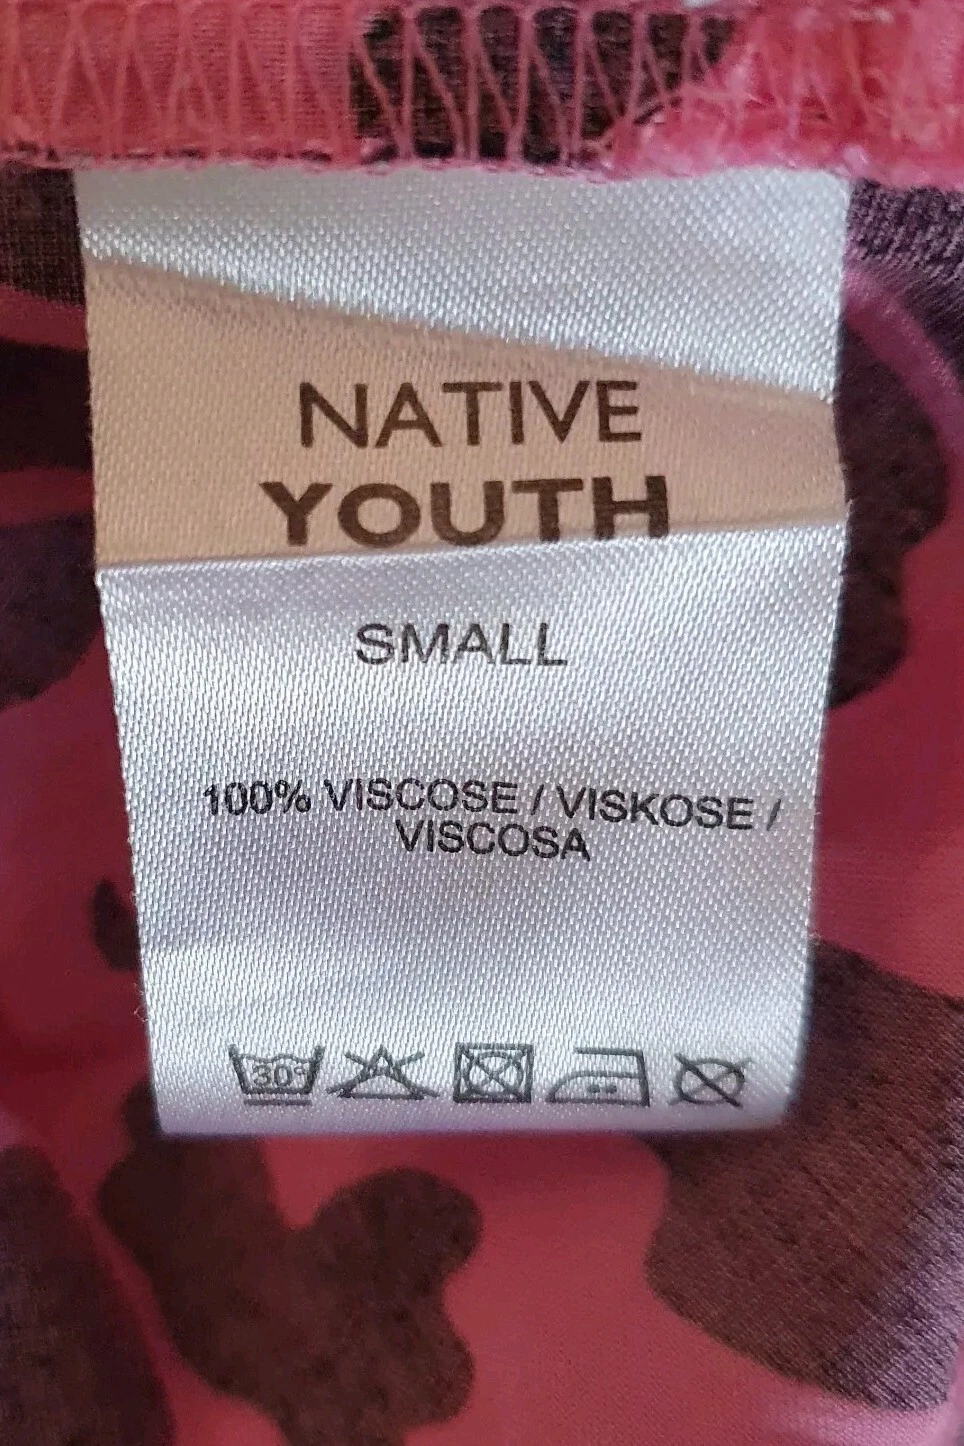 NATIVE
YOUTH
SMALL
100% VISCOSE / VISKOSE /
VISCOSA
30°